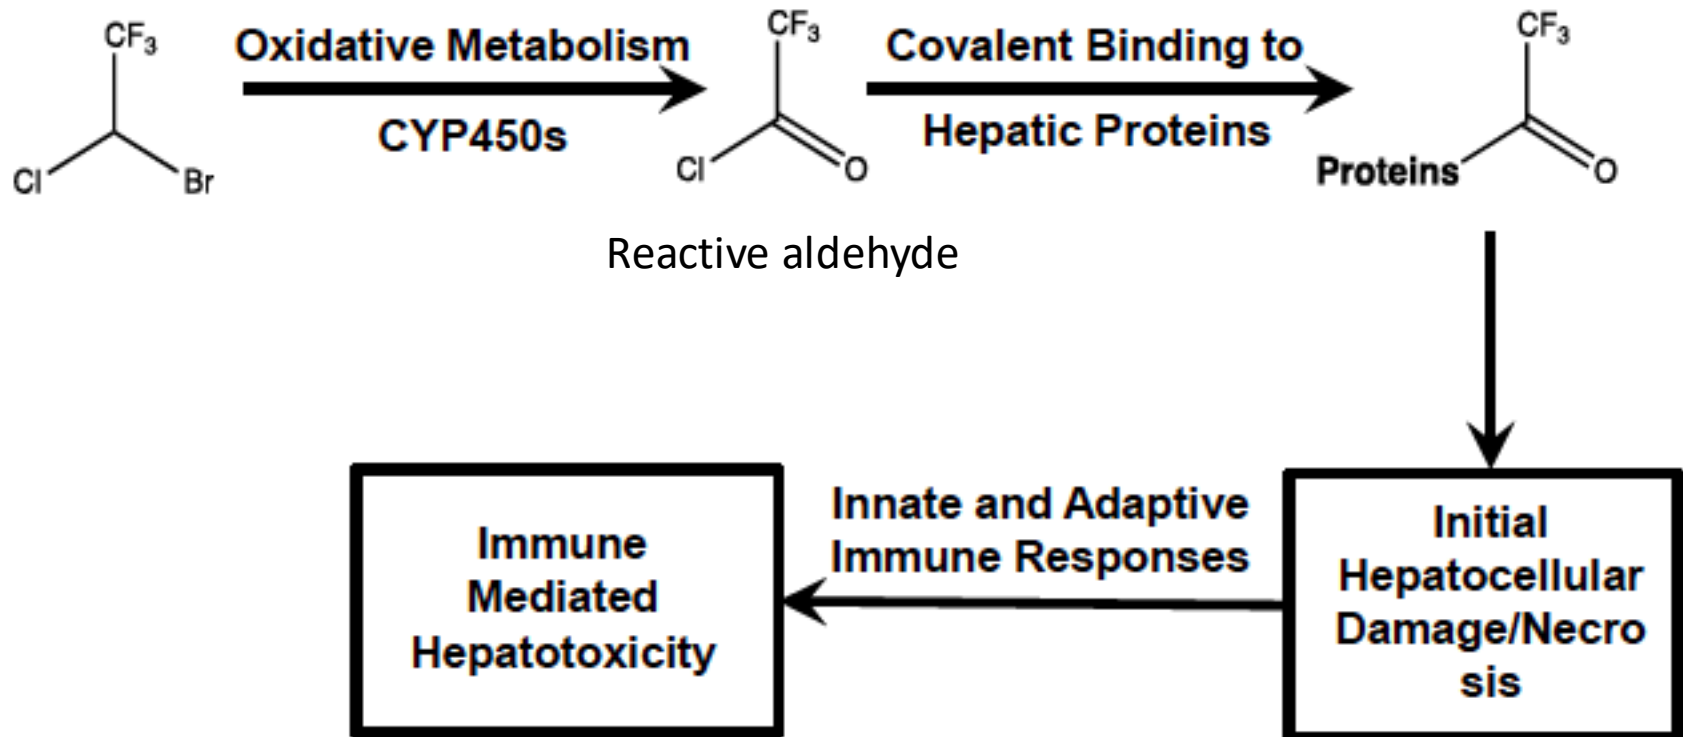 CF3
Cl
Br
Oxidative Metabolism
CYP450s
CF3
Cl
O
Reactive aldehyde
Covalent Binding to
Hepatic Proteins
CF3
Proteins
O
Initial
Hepatocellular
Damage/Necro
sis
Innate and Adaptive
Immune Responses
Immune
Mediated
Hepatotoxicity